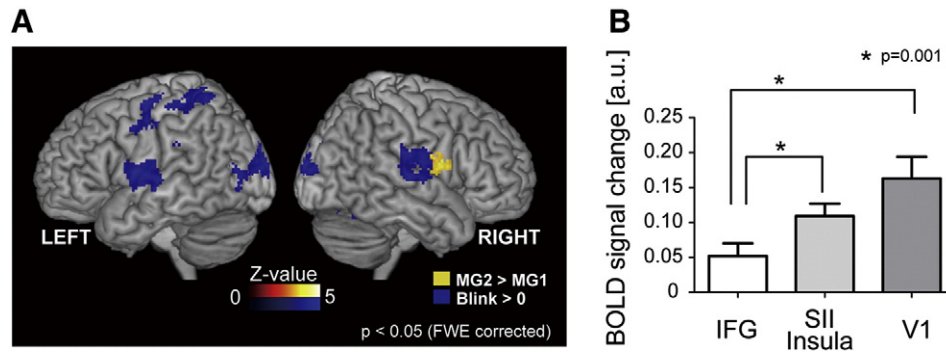 A
LEFT
RIGHT
Z-value
0
5
MG2 > MG1
Blink > 0
p < 0.05 (FWE corrected)
B
BOLD signal change [a.u.]
* p=0.001
*
*
0.25
0.20
0.15
0.10
0.05
0
IFG
SII
Insula
V1